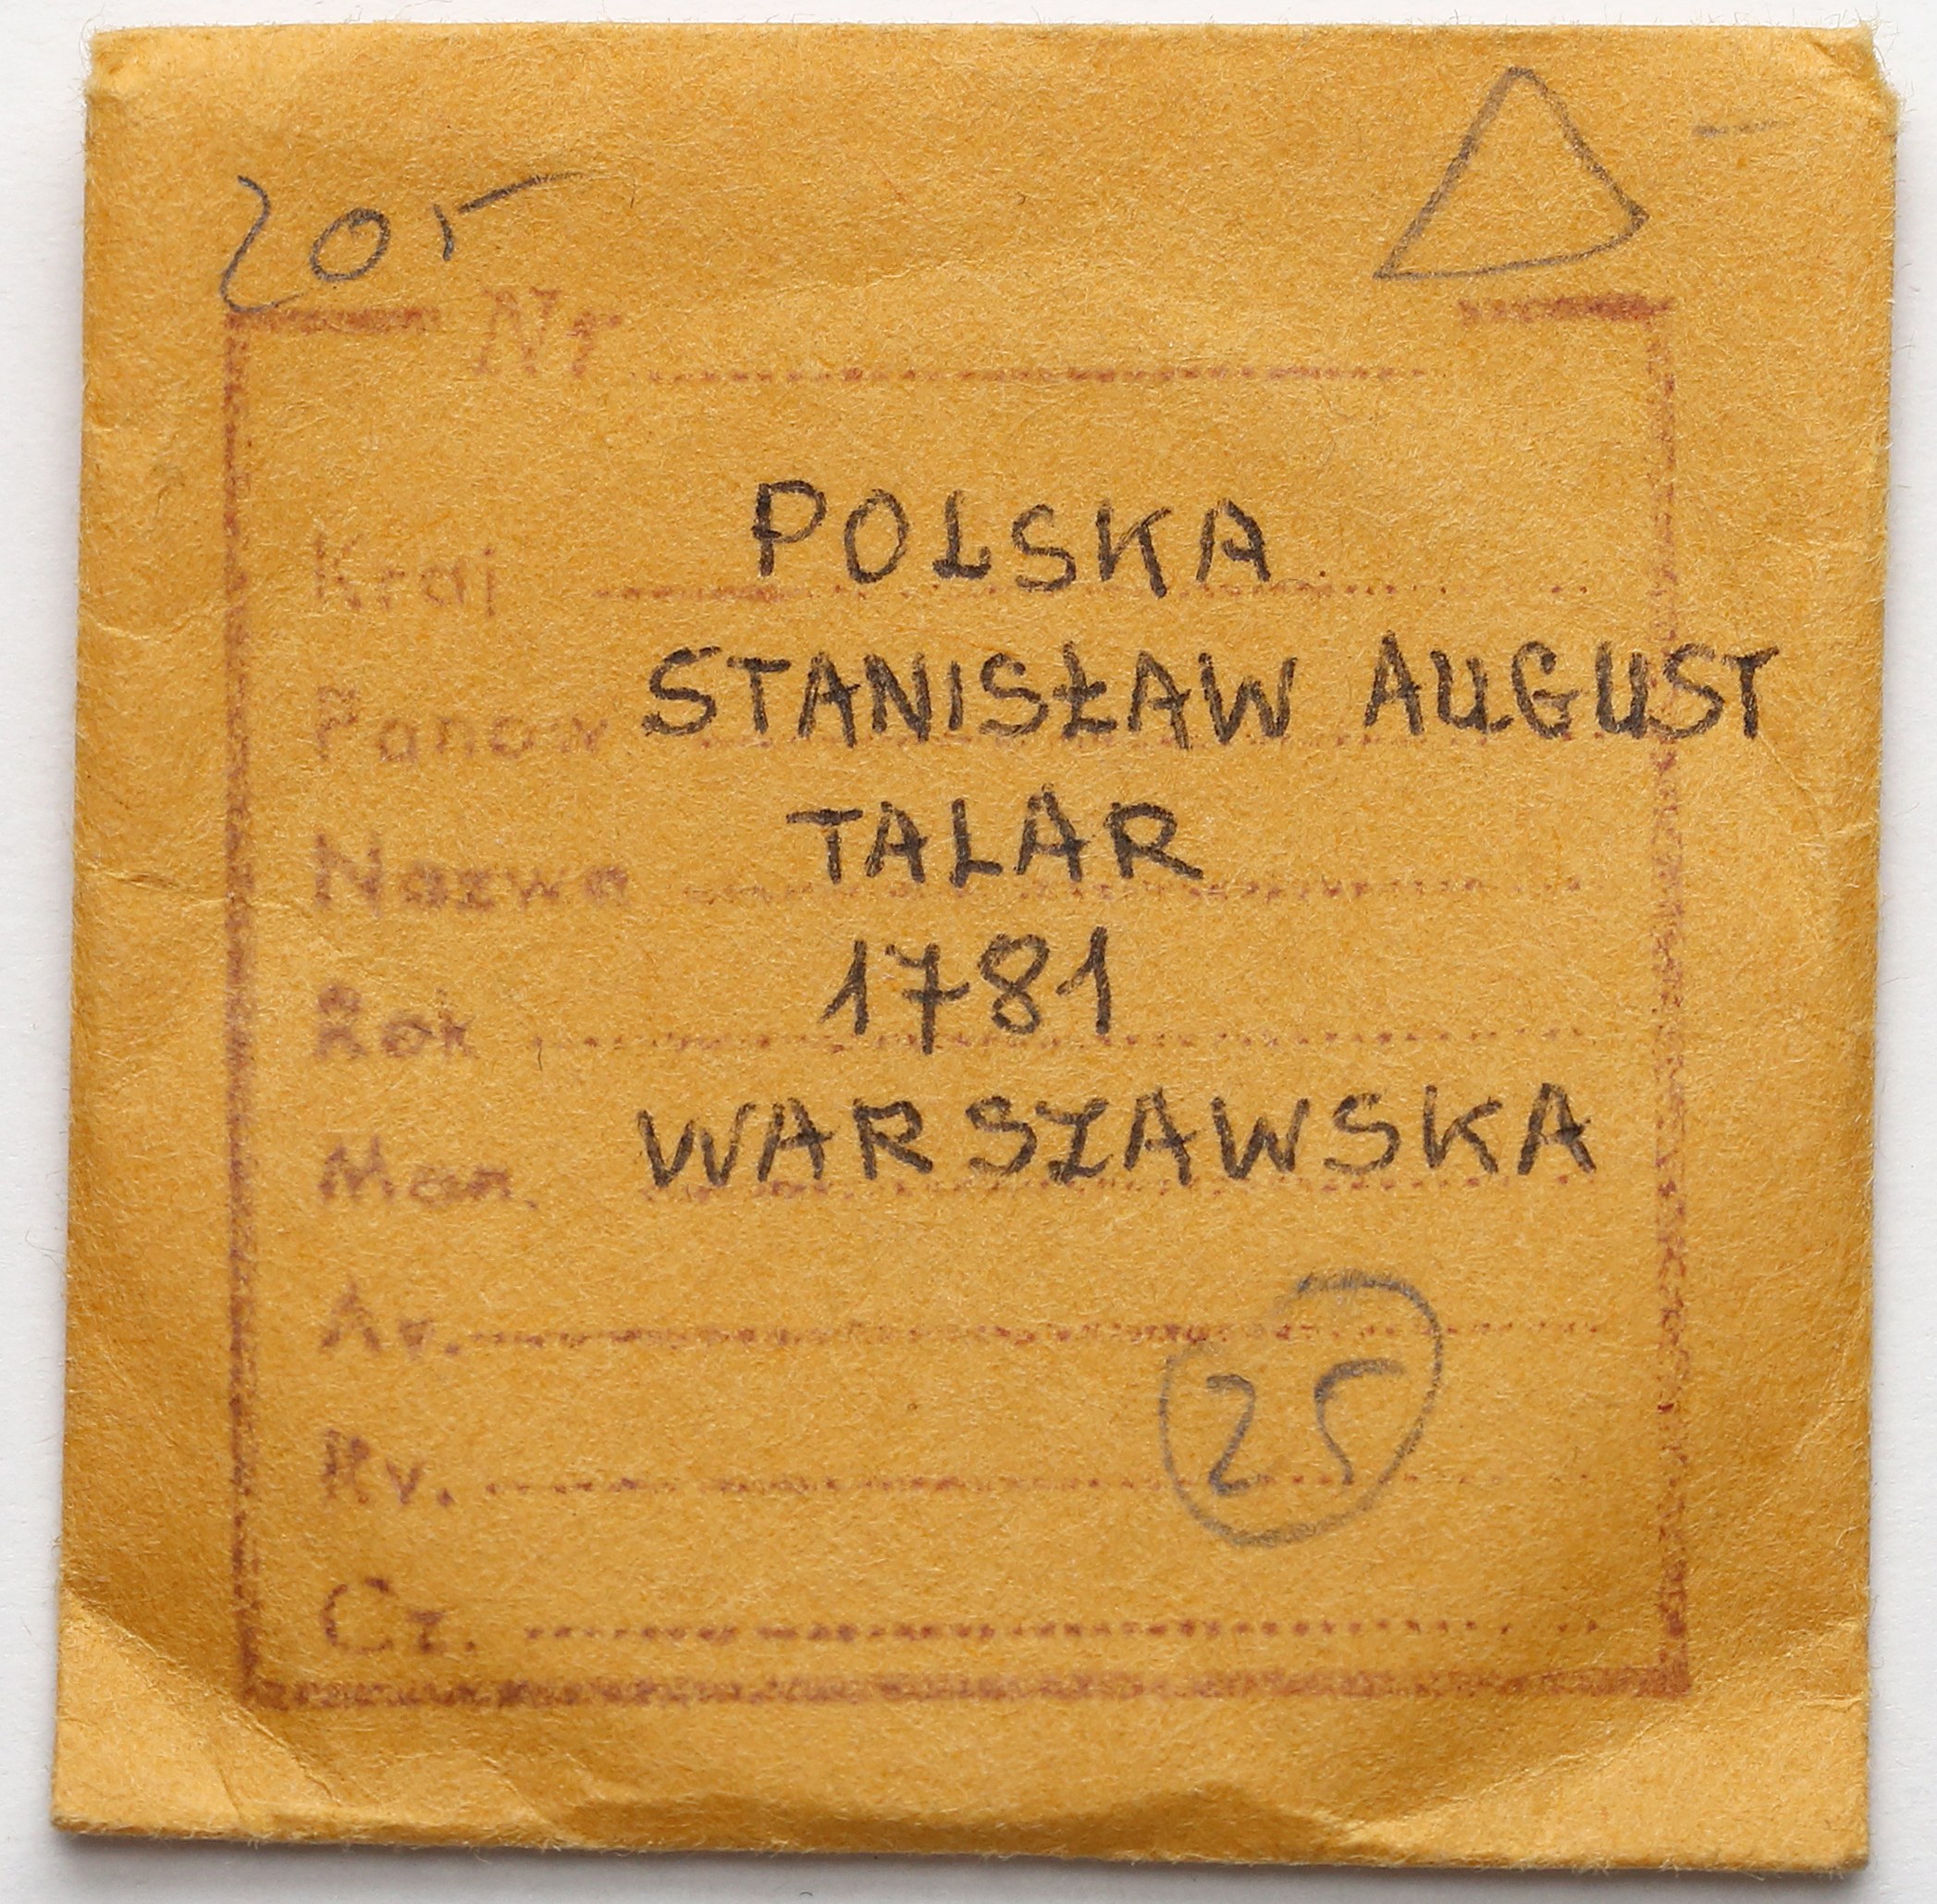 205
Nr
Kraj POLSKA
Panow STANISŁAW AUGUST
Nazwa TALAR
Rok 1781
Men. WARSZAWSKA
Av.
Rv.
25
Cz.